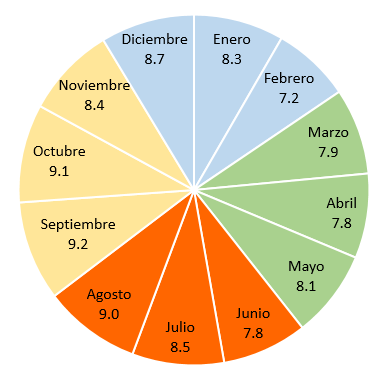 Enero
8.3
Febrero
7.2
Marzo
7.9
Abril
7.8
Mayo
8.1
Junio
7.8
Julio
8.5
Agosto
9.0
Septiembre
9.2
Octubre
9.1
Noviembre
8.4
Diciembre
8.7